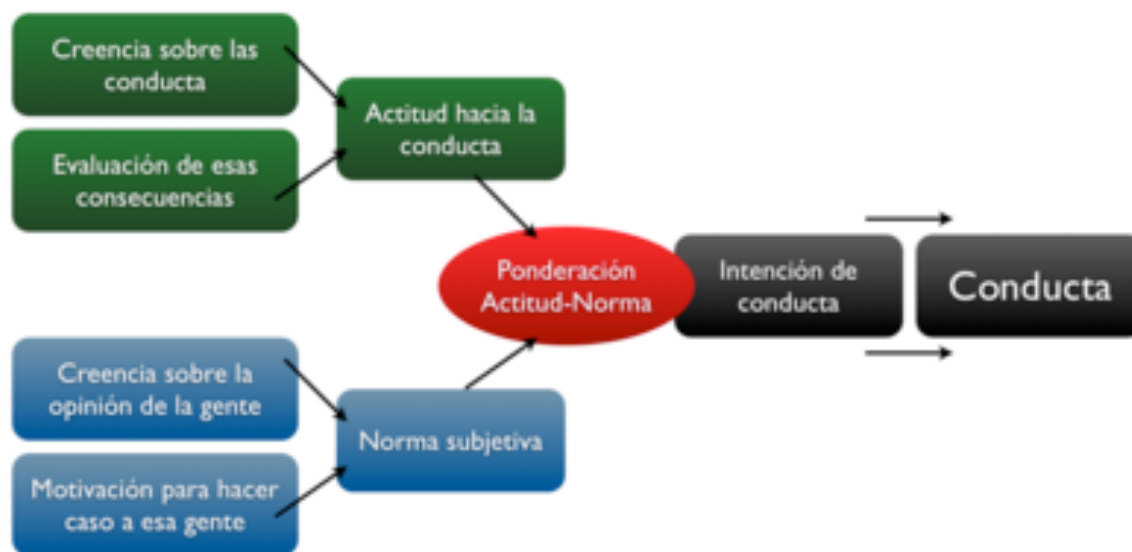 Creencia sobre las
conducta
Evaluación de esas
consecuencias
Actitud hacia la
conducta
Ponderación
Actitud-Norma
Intención de
conducta
Conducta
Creencia sobre la
opinión de la gente
Motivación para hacer
caso a esa gente
Norma subjetiva